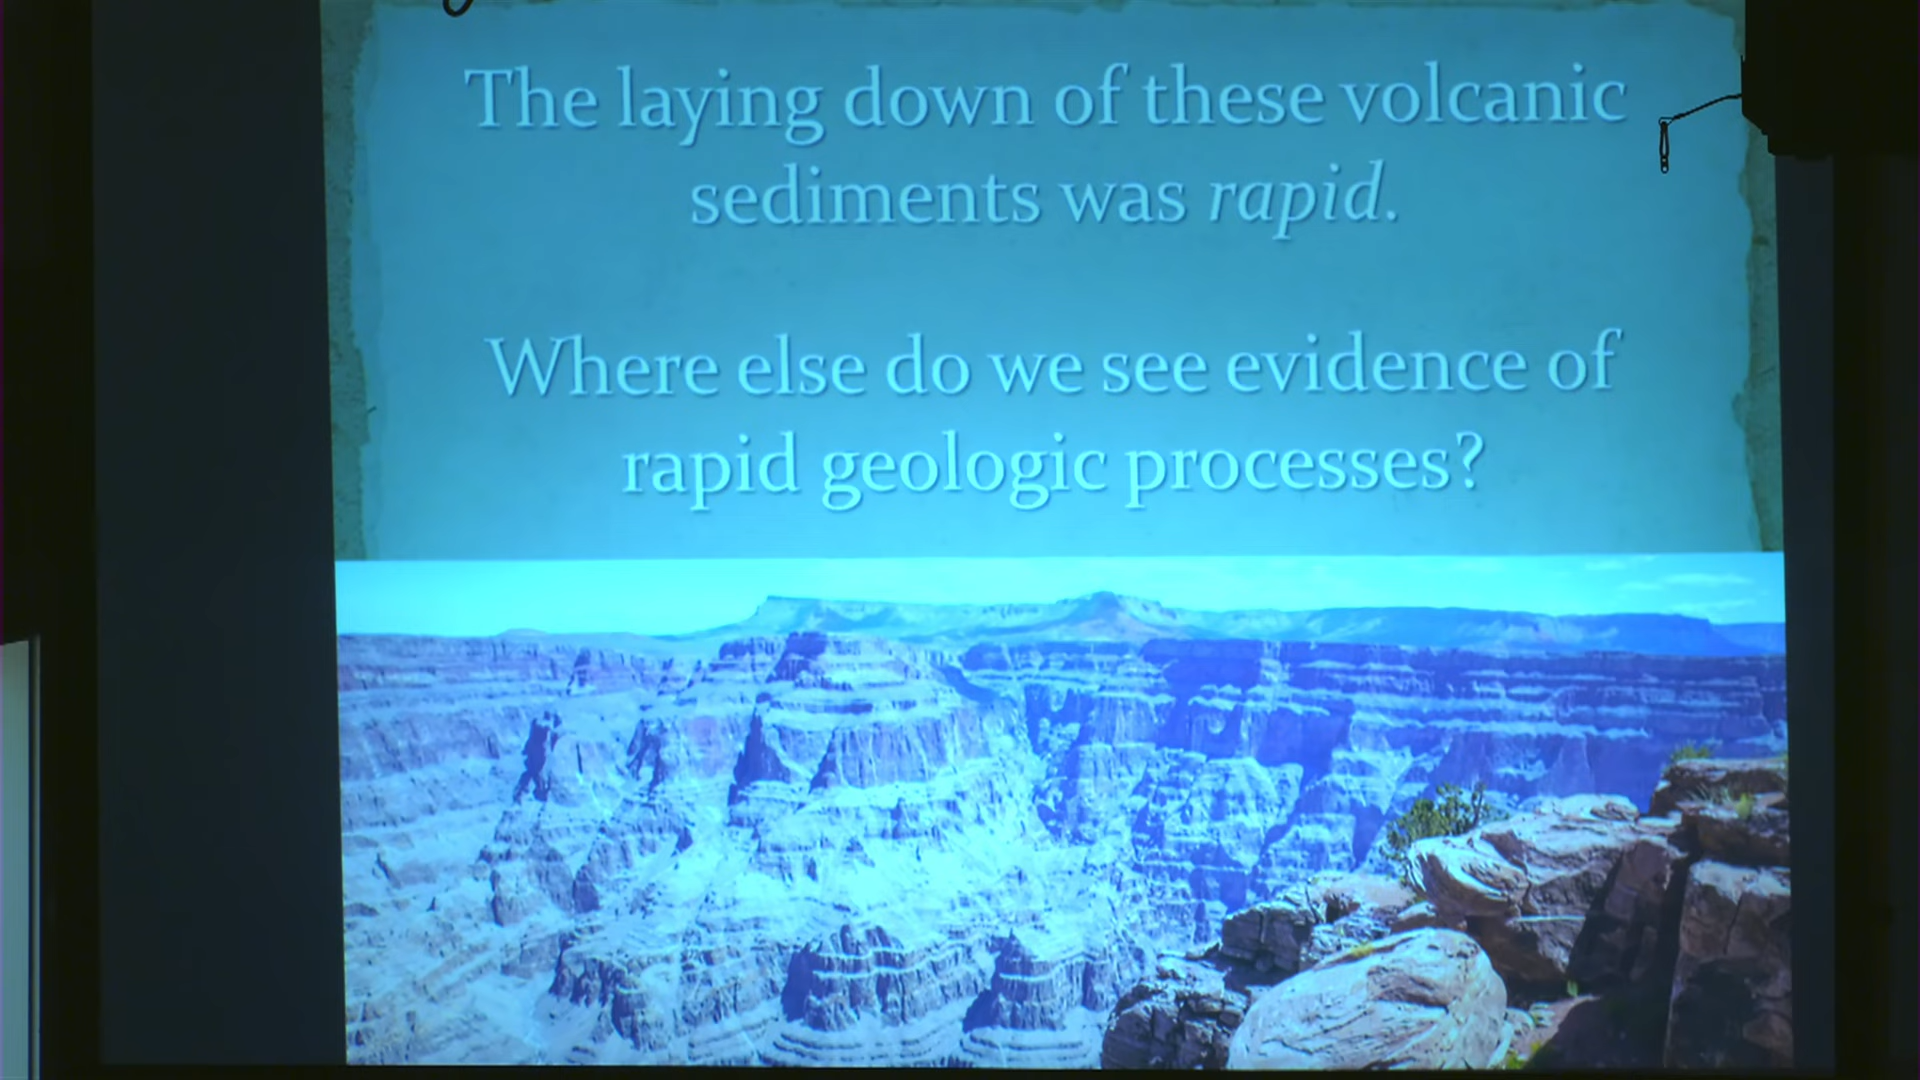 The laying down of these volcanic
sediments was rapid.
Where else do we see evidence of
rapid geologic processes?